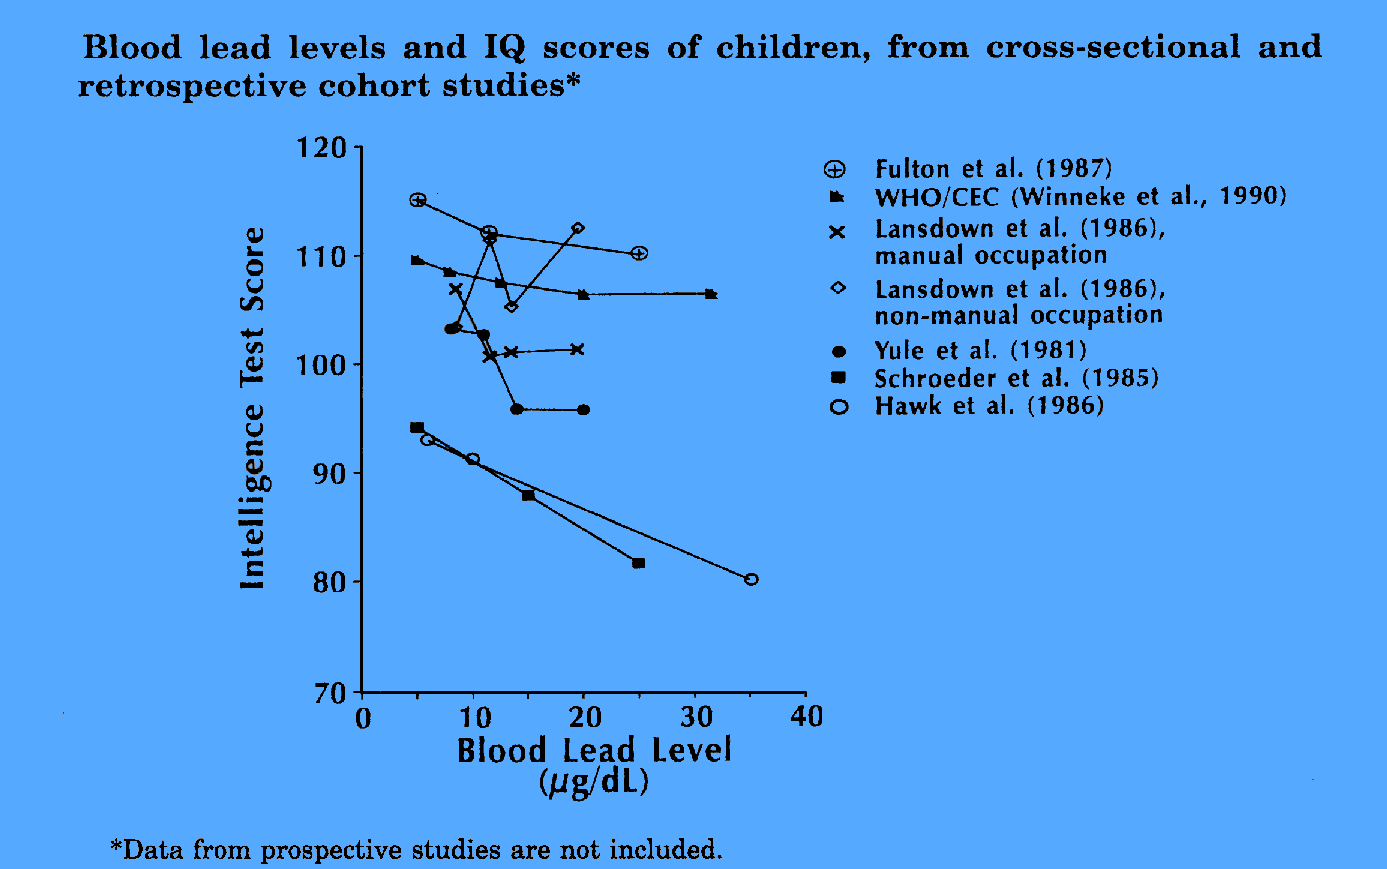 Blood lead levels and IQ scores of children, from cross-sectional and
retrospective cohort studies*
120
110
100
90
80
70
0
10
20
30
40
Intelligence Test Score
Blood Lead Level
(μg/dL)
Fulton et al. (1987)
WHO/CEC (Winneke et al., 1990)
Lansdown et al. (1986),
manual occupation
Lansdown et al. (1986),
non-manual occupation
Yule et al. (1981)
Schroeder et al. (1985)
Hawk et al. (1986)
*Data from prospective studies are not included.